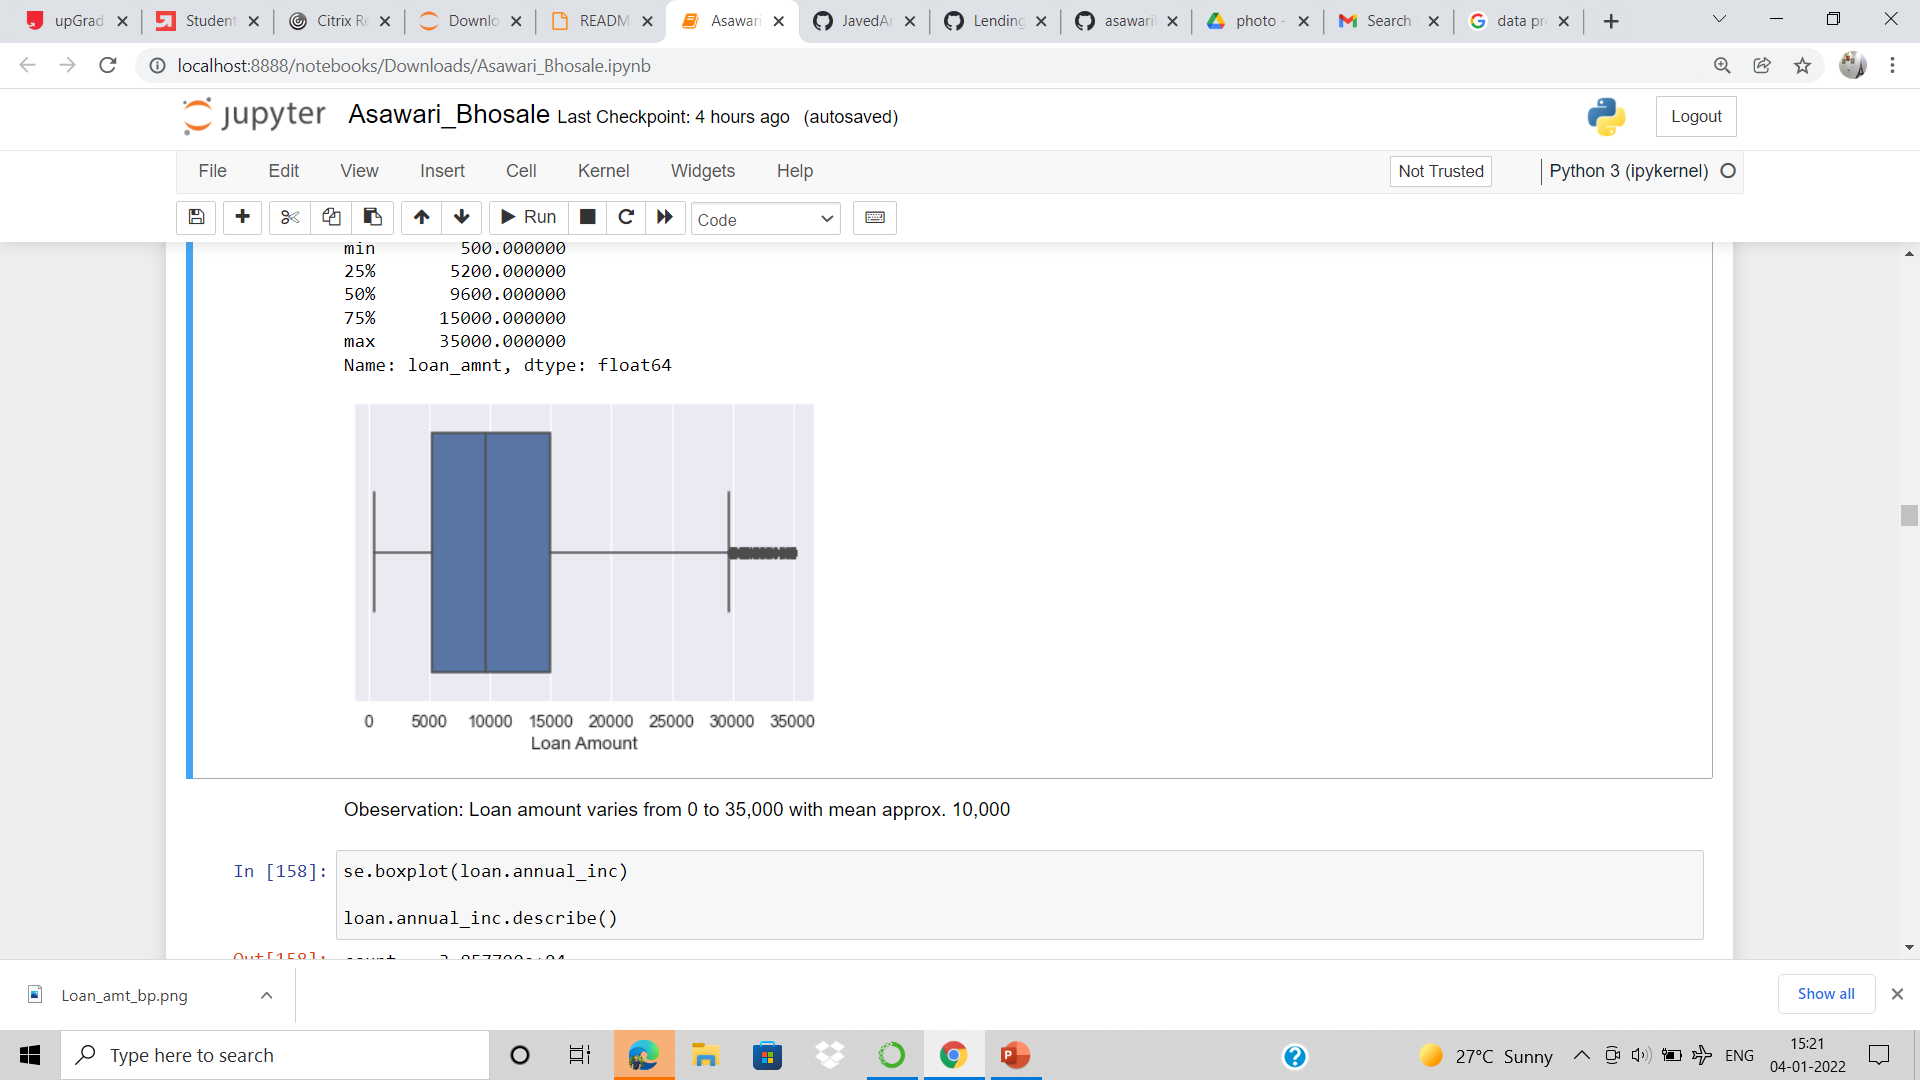 upGrad
Student
Citrix Re
Downlo
READM
Asawari
JavedAr
Lending
asawari
photo -
Search
data pr
localhost:8888/notebooks/Downloads/Asawari_Bhosale.ipynb
jupyter Asawari_Bhosale Last Checkpoint: 4 hours ago (autosaved)
Logout
File Edit View Insert Cell Kernel Widgets Help
Not Trusted
Python 3 (ipykernel)
Run
Code
min 500.000000
25% 5200.000000
50% 9600.000000
75% 15000.000000
max 35000.000000
Name: loan_amnt, dtype: float64
0 5000 10000 15000 20000 25000 30000 35000
Loan Amount
Obeservation: Loan amount varies from 0 to 35,000 with mean approx. 10,000
In [158]: se.boxplot(loan.annual_inc)
loan.annual_inc.describe()
Out[158]:
Loan_amt_bp.png
Show all
Type here to search
27°C Sunny
ENG
15:21
04-01-2022